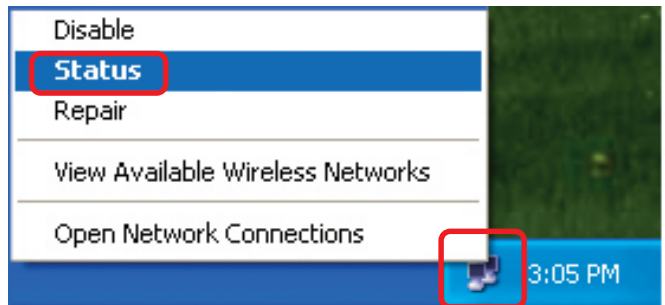 Disable
Status
Repair
View Available Wireless Networks
Open Network Connections
3:05 PM